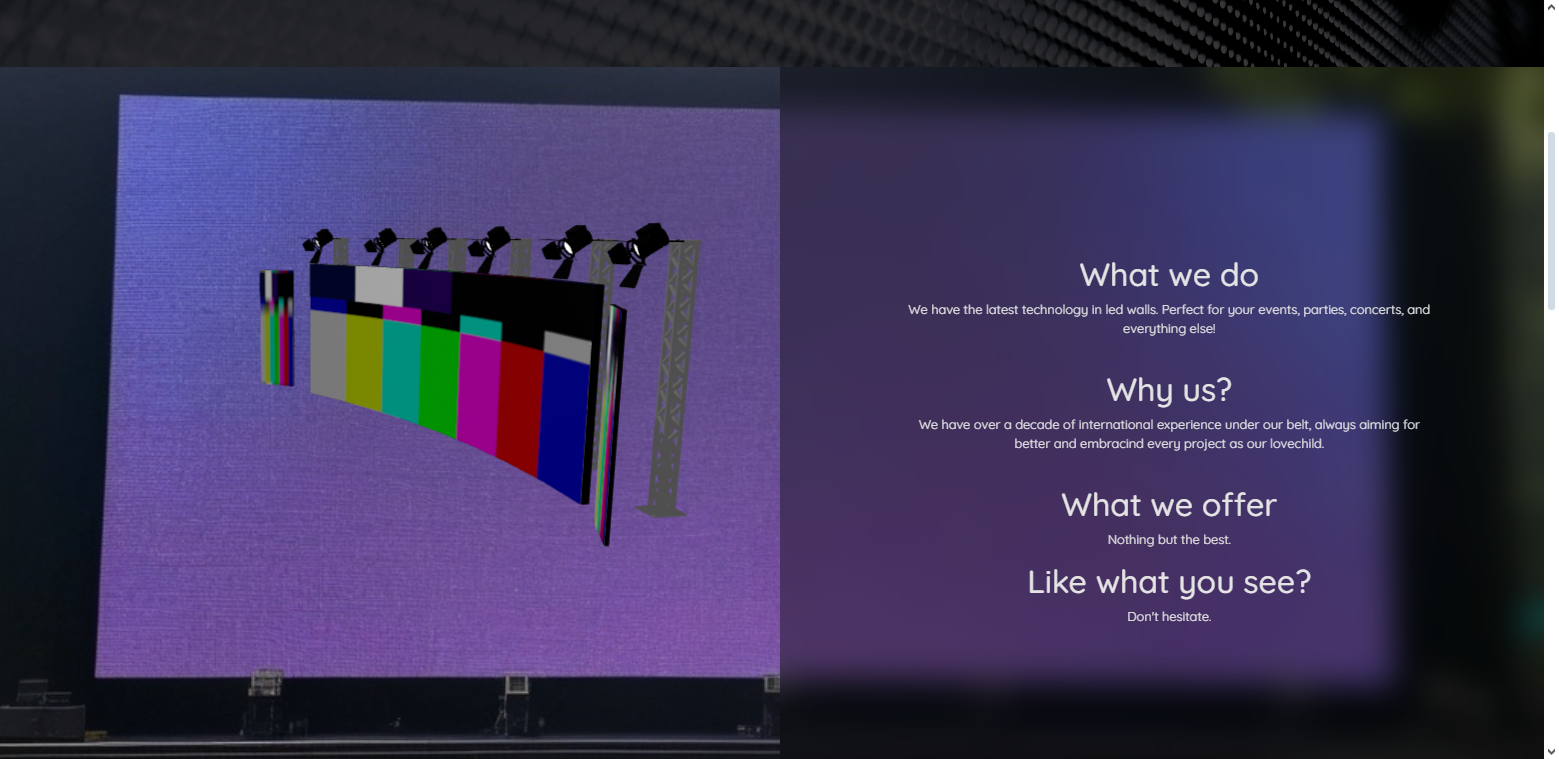 What we do
We have the latest technology in led walls. Perfect for your events, parties, concerts, and
everything else!
Why us?
We have over a decade of international experience under our belt, always aiming for
better and embracind every project as our lovechild.
What we offer
Nothing but the best.
Like what you see?
Don't hesitate.